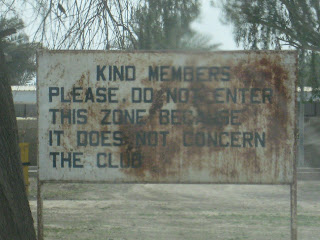 KIND MEMBERS
PLEASE DO NOT ENTER
THIS ZONE BECAUSE
IT DOES NOT CONCERN
THE CLUB